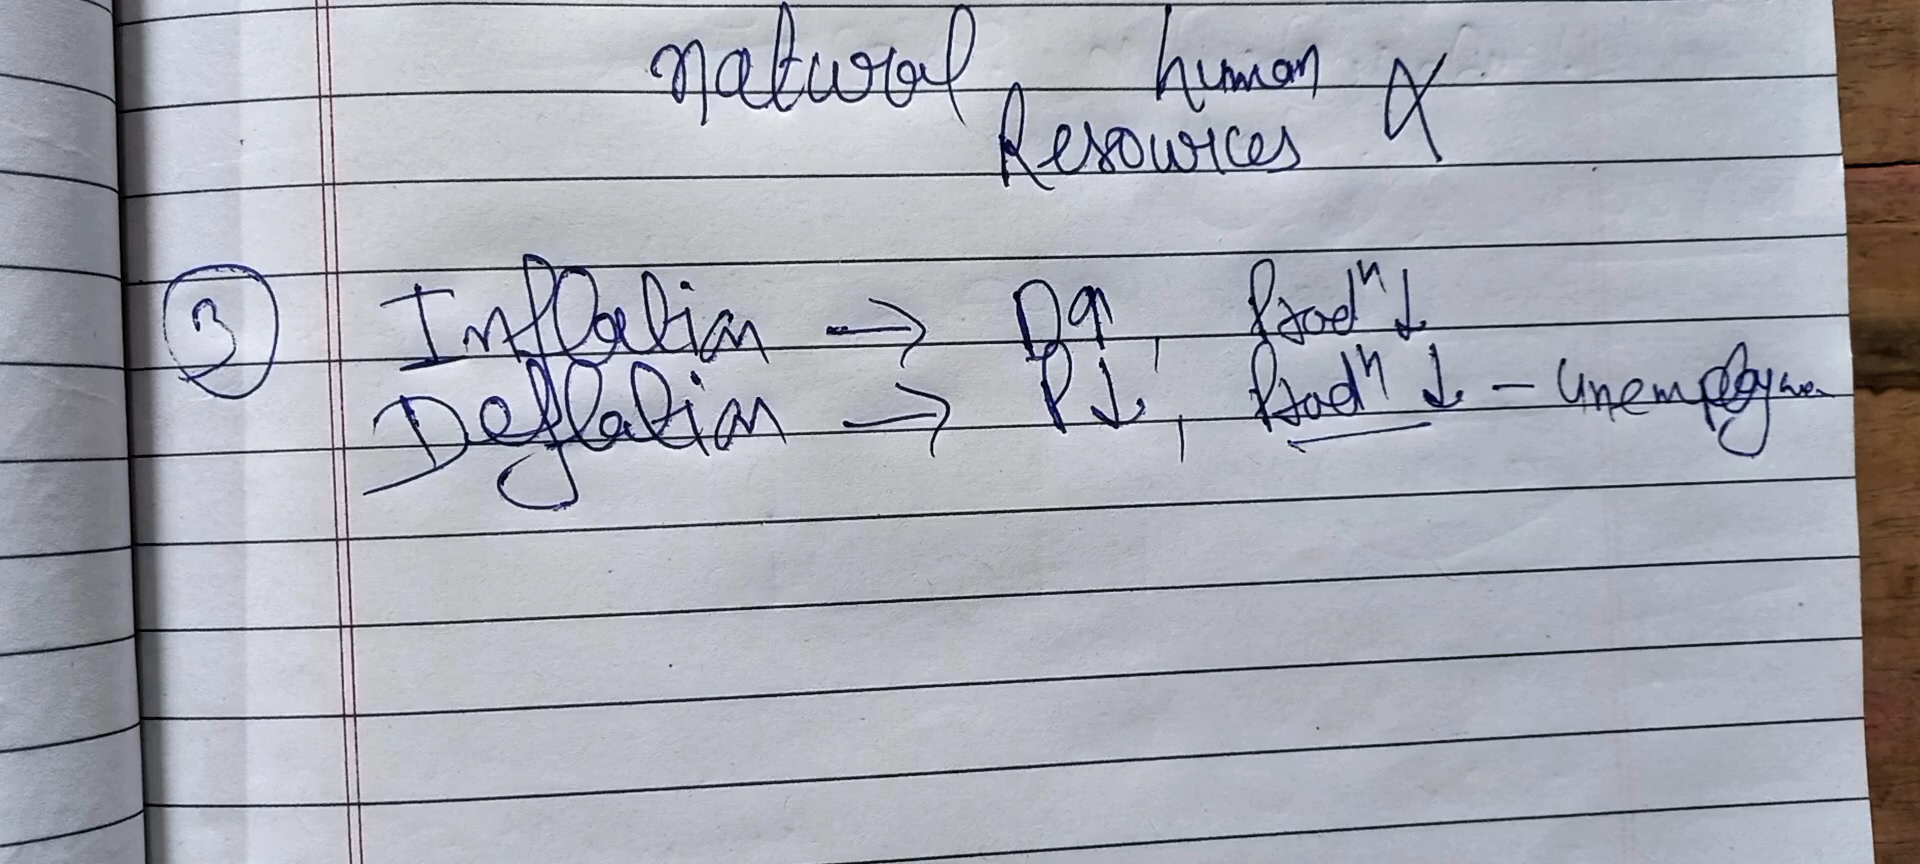 natural human
Resources X
3 Inflation → P↑, Prodⁿ↓
Deflation → P↓, Prodⁿ ↓ - Unemployme